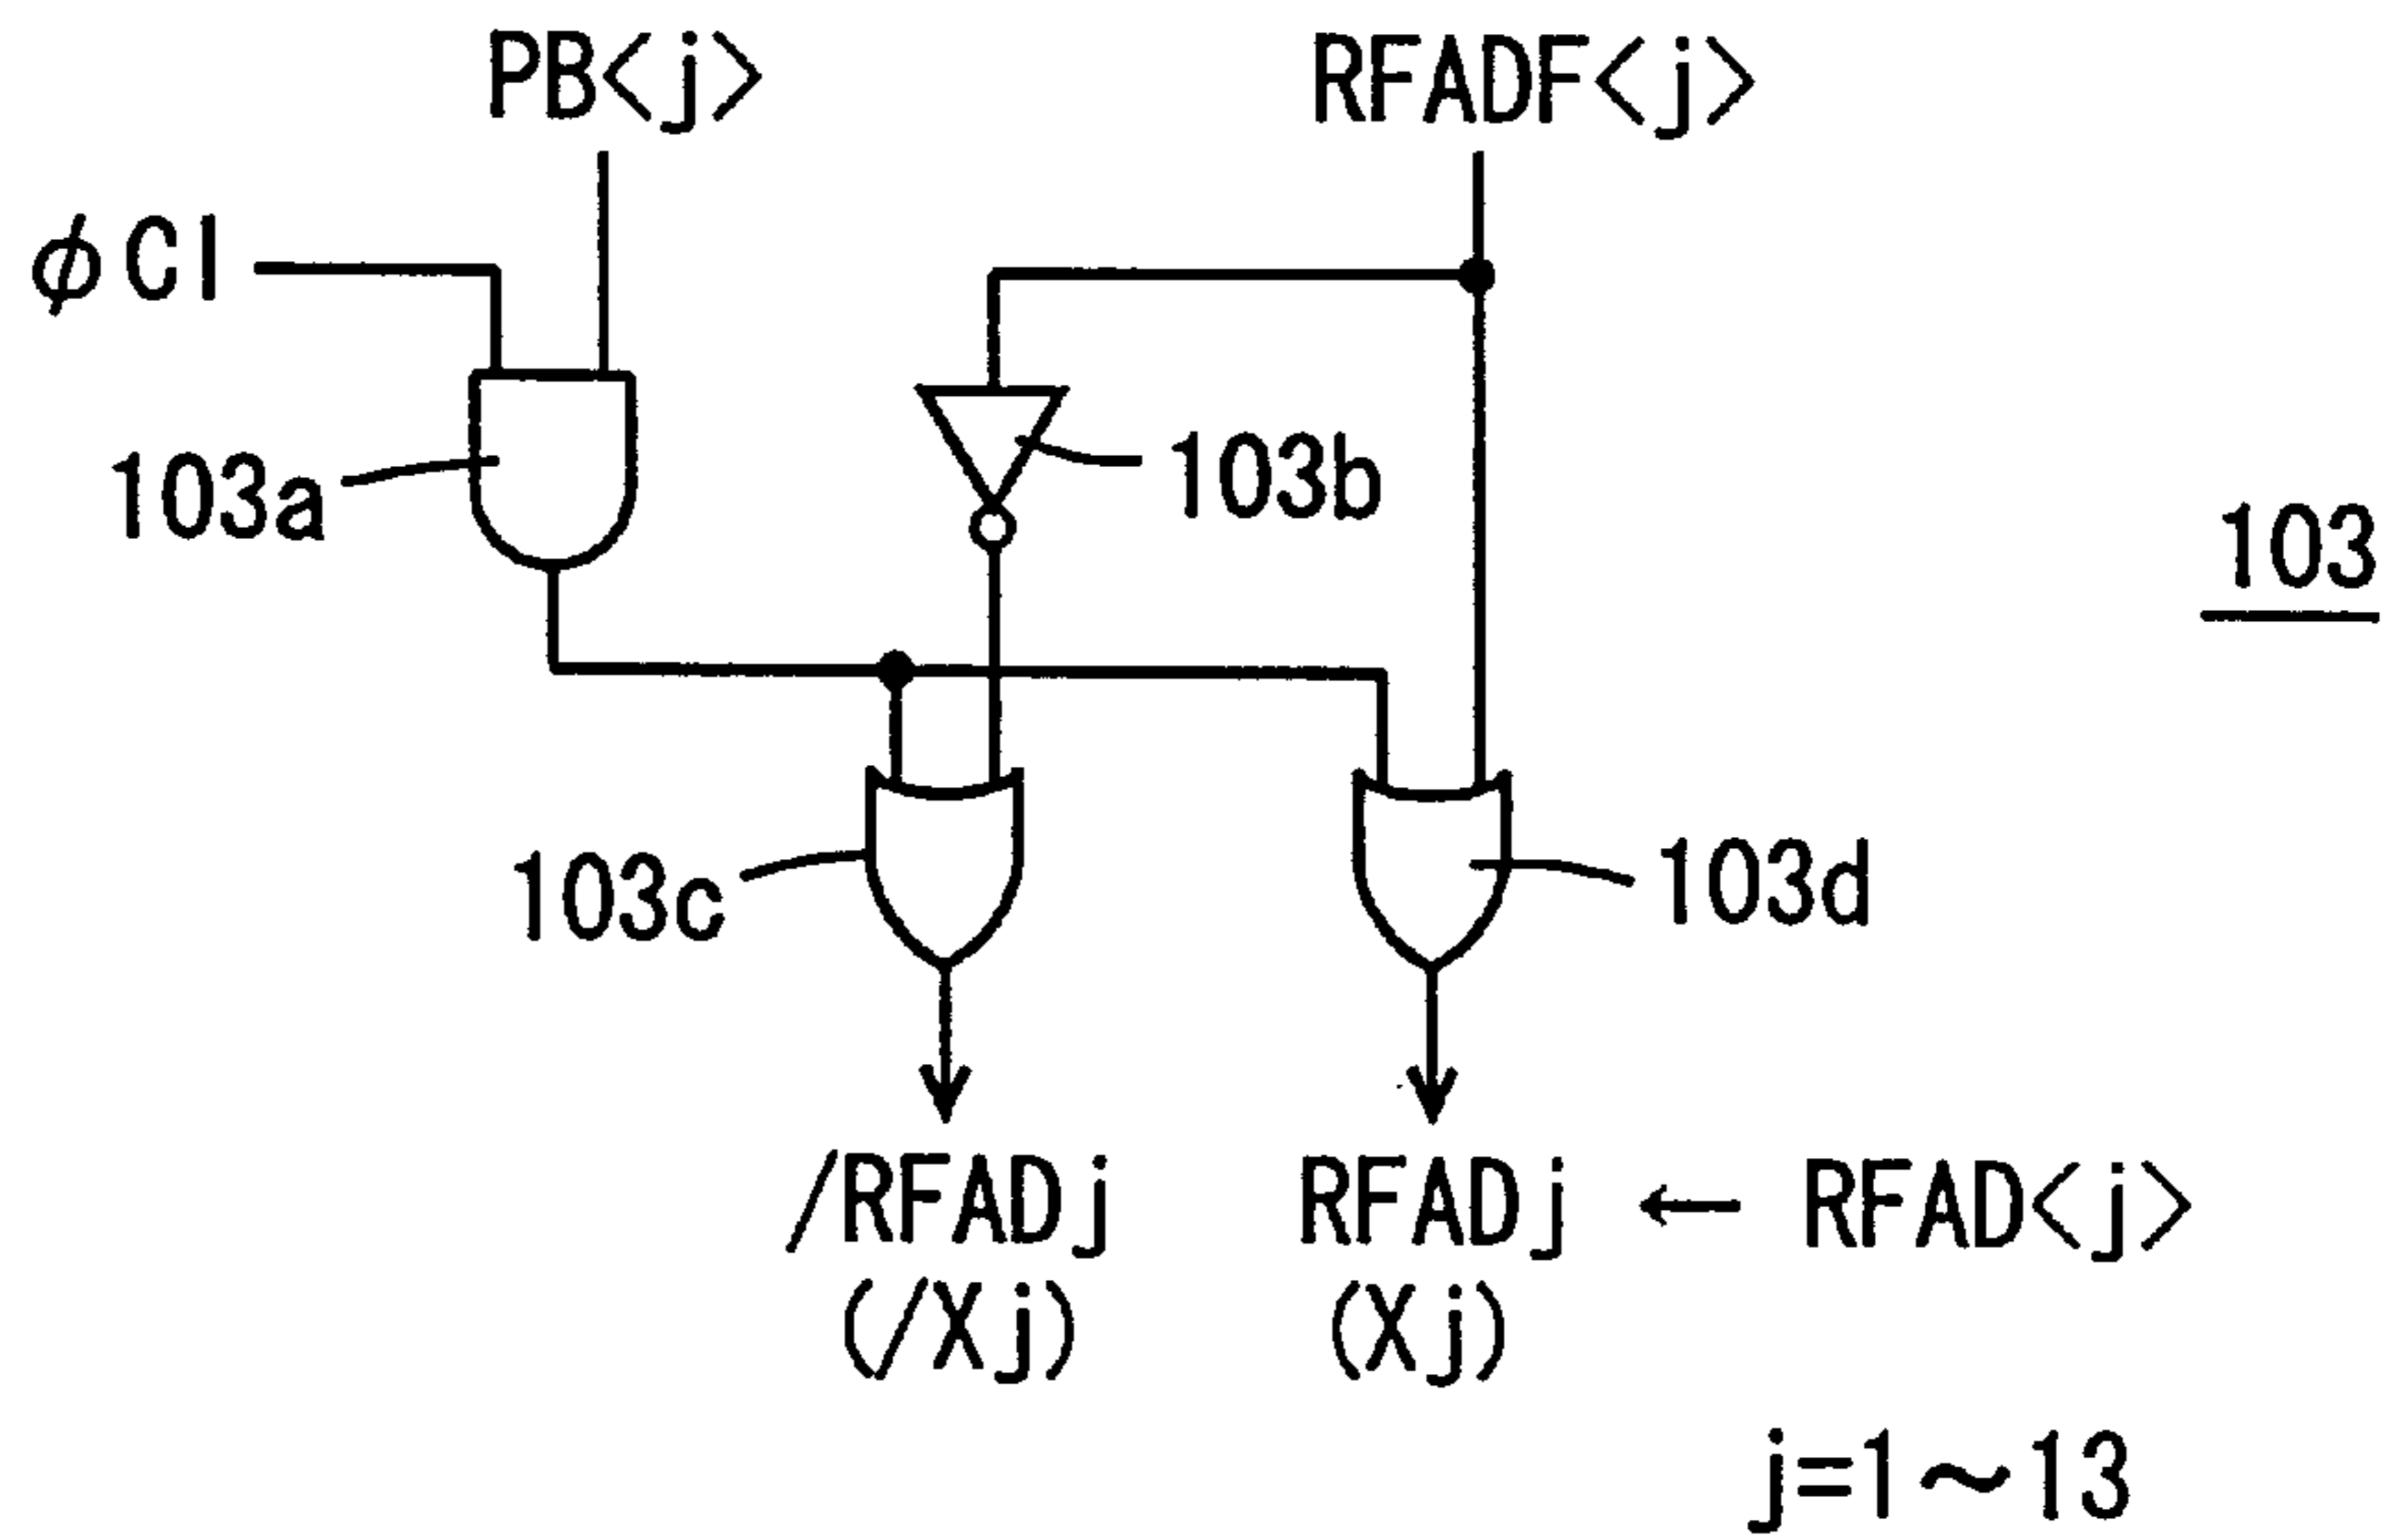 PB<j>
RFADF<j>
φCI
103a
103b
103
103c
103d
/RFADj
(/Xj)
RFADj
(Xj)
← RFAD<j>
j=1~13